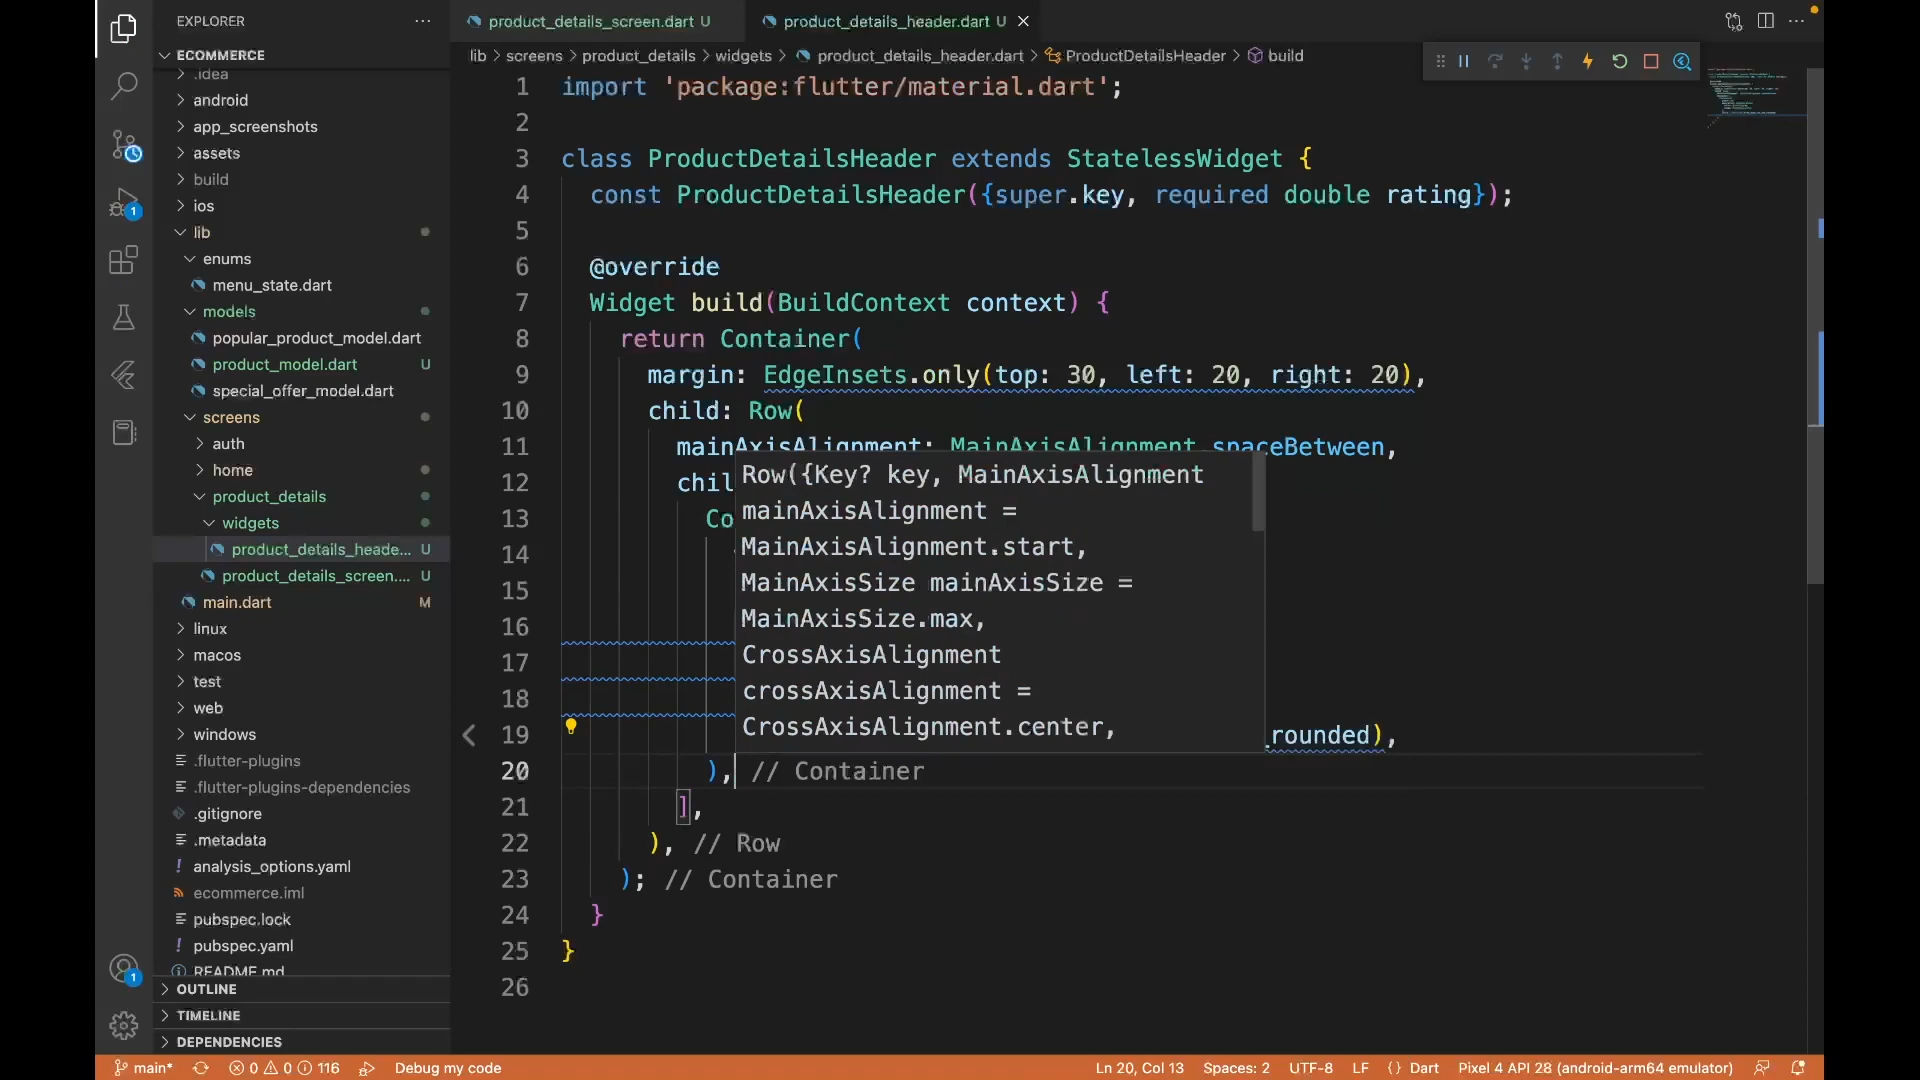 EXPLORER
ECOMMERCE
.idea
android
app_screenshots
assets
build
ios
lib
enums
menu_state.dart
models
popular_product_model.dart
product_model.dart U
special_offer_model.dart
screens
auth
home
product_details
widgets
product_details_heade... U
product_details_screen.... U
main.dart M
linux
macos
test
web
windows
.flutter-plugins
.flutter-plugins-dependencies
.gitignore
.metadata
analysis_options.yaml
ecommerce.iml
pubspec.lock
pubspec.yaml
README.md
OUTLINE
TIMELINE
DEPENDENCIES
1
1
product_details_screen.dart U
product_details_header.dart U
lib > screens > product_details > widgets > product_details_header.dart > ProductDetailsHeader > build
1 import 'package:flutter/material.dart';
2
3 class ProductDetailsHeader extends StatelessWidget {
4 const ProductDetailsHeader({super.key, required double rating});
5
6 @override
7 Widget build(BuildContext context) {
8 return Container(
9 margin: EdgeInsets.only(top: 30, left: 20, right: 20),
10 child: Row(
11 mainAxisAlignment: MainAxisAlignment.spaceBetween,
12 chil
13 Co
14
15
16
17
18
19 _rounded),
20 ), // Container
21 ],
22 ), // Row
23 ); // Container
24 }
25 }
26
Row({Key? key, MainAxisAlignment
mainAxisAlignment =
MainAxisAlignment.start,
MainAxisSize mainAxisSize =
MainAxisSize.max,
CrossAxisAlignment
crossAxisAlignment =
CrossAxisAlignment.center,
main* 0 0 116 Debug my code Ln 20, Col 13 Spaces: 2 UTF-8 LF {} Dart Pixel 4 API 28 (android-arm64 emulator)